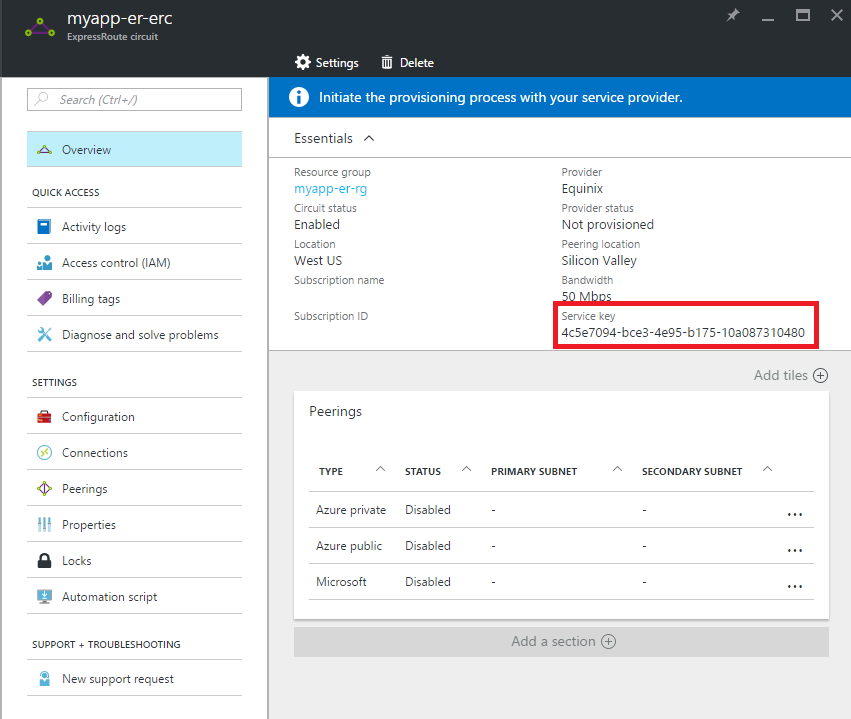 myapp-er-erc
ExpressRoute circuit
Settings
Delete
Search (Ctrl+/)
Overview
QUICK ACCESS
Activity logs
Access control (IAM)
Billing tags
Diagnose and solve problems
SETTINGS
Configuration
Connections
Peerings
Properties
Locks
Automation script
SUPPORT + TROUBLESHOOTING
New support request
Initiate the provisioning process with your service provider.
Essentials
Resource group
myapp-er-rg
Circuit status
Enabled
Location
West US
Subscription name
Subscription ID
Provider
Equinix
Provider status
Not provisioned
Peering location
Silicon Valley
Bandwidth
50 Mbps
Service key
4c5e7094-bce3-4e95-b175-10a087310480
Add tiles
Peerings
TYPE STATUS PRIMARY SUBNET SECONDARY SUBNET
Azure private Disabled - - ...
Azure public Disabled - - ...
Microsoft Disabled - - ...
Add a section